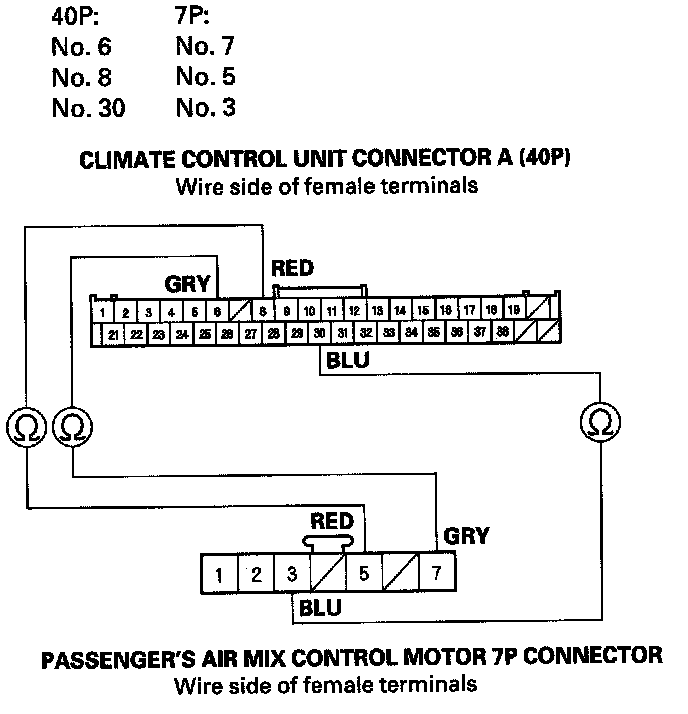 40P: 7P:
No. 6 No. 7
No. 8 No. 5
No. 30 No. 3
CLIMATE CONTROL UNIT CONNECTOR A (40P)
Wire side of female terminals
RED
GRY
1 2 3 4 5 6 8 9 10 11 12 13 14 15 16 17 18 19
21 22 23 24 25 26 27 28 29 30 31 32 33 34 35 36 37 38
BLU
Ω Ω Ω
RED
GRY
1 2 3 5 7
BLU
PASSENGER'S AIR MIX CONTROL MOTOR 7P CONNECTOR
Wire side of female terminals